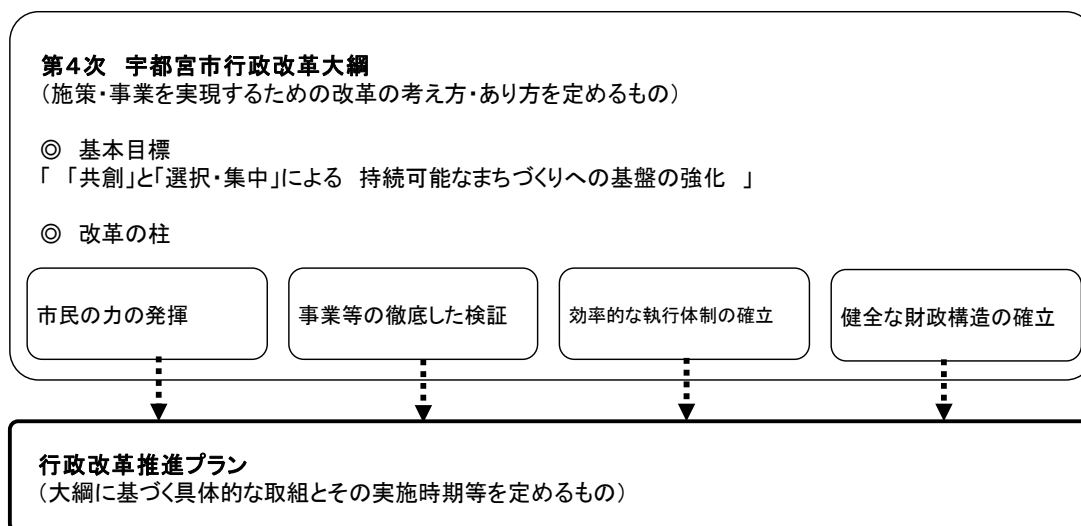 第4次　宇都宮市行政改革大綱
（施策・事業を実現するための改革の考え方・あり方を定めるもの）
◎　基本目標
「　「共創」と「選択・集中」による　持続可能なまちづくりへの基盤の強化　」
◎　改革の柱
市民の力の発揮
事業等の徹底した検証
効率的な執行体制の確立
健全な財政構造の確立
行政改革推進プラン
（大綱に基づく具体的な取組とその実施時期等を定めるもの）